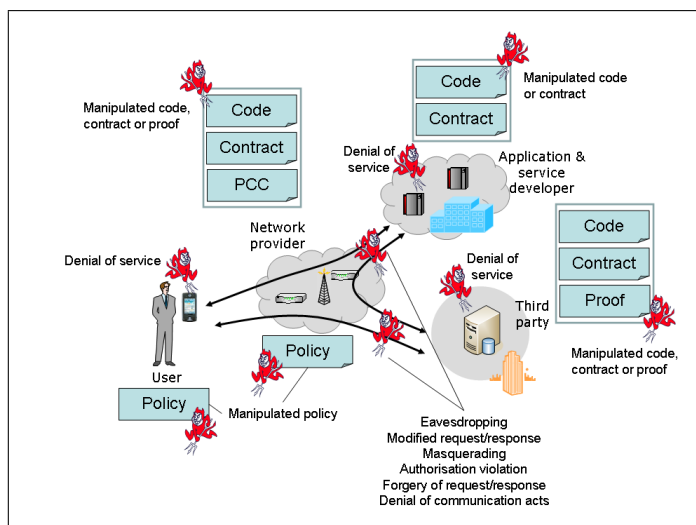 Manipulated code,
contract or proof
Code
Contract
PCC
Code
Contract
Manipulated code
or contract
Denial of
service
Application &
service
developer
Network
provider
Code
Contract
Proof
Manipulated code,
contract or proof
Denial of service
User
Policy
Policy
Manipulated policy
Denial of
service
Third
party
Eavesdropping
Modified request/response
Masquerading
Authorisation violation
Forgery of request/response
Denial of communication acts